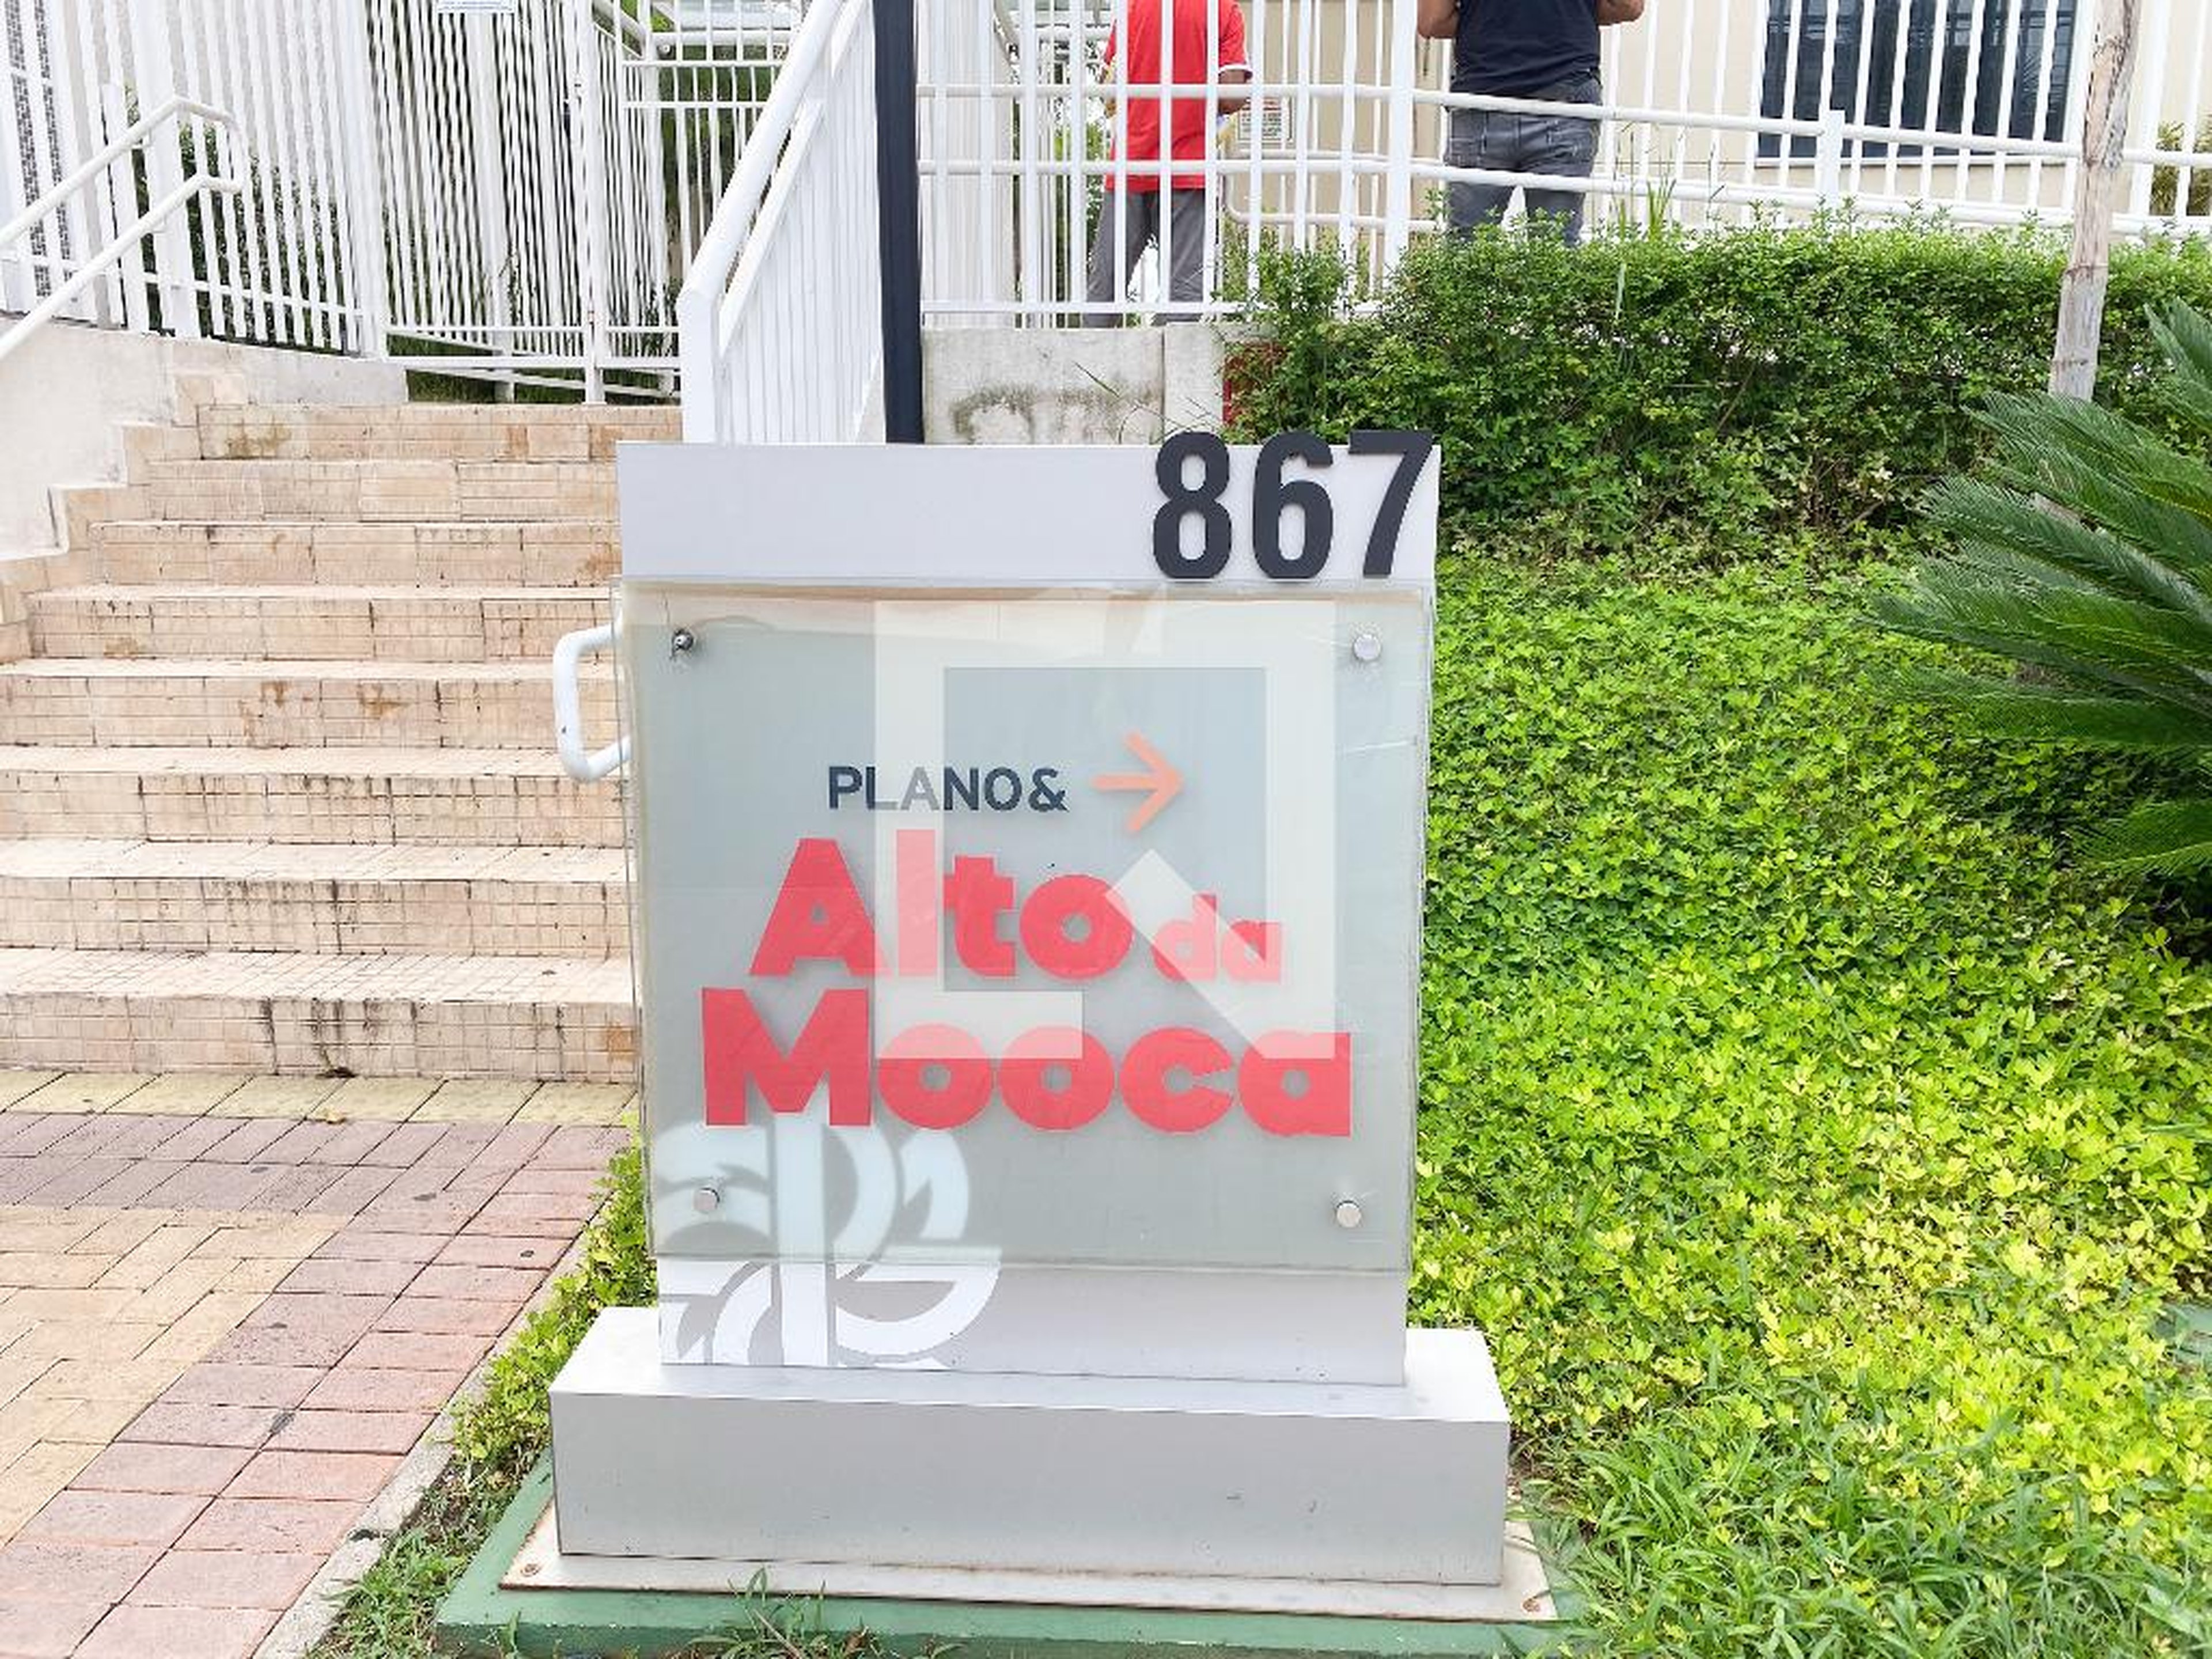 867
PLANO&
Alto da
Mooca